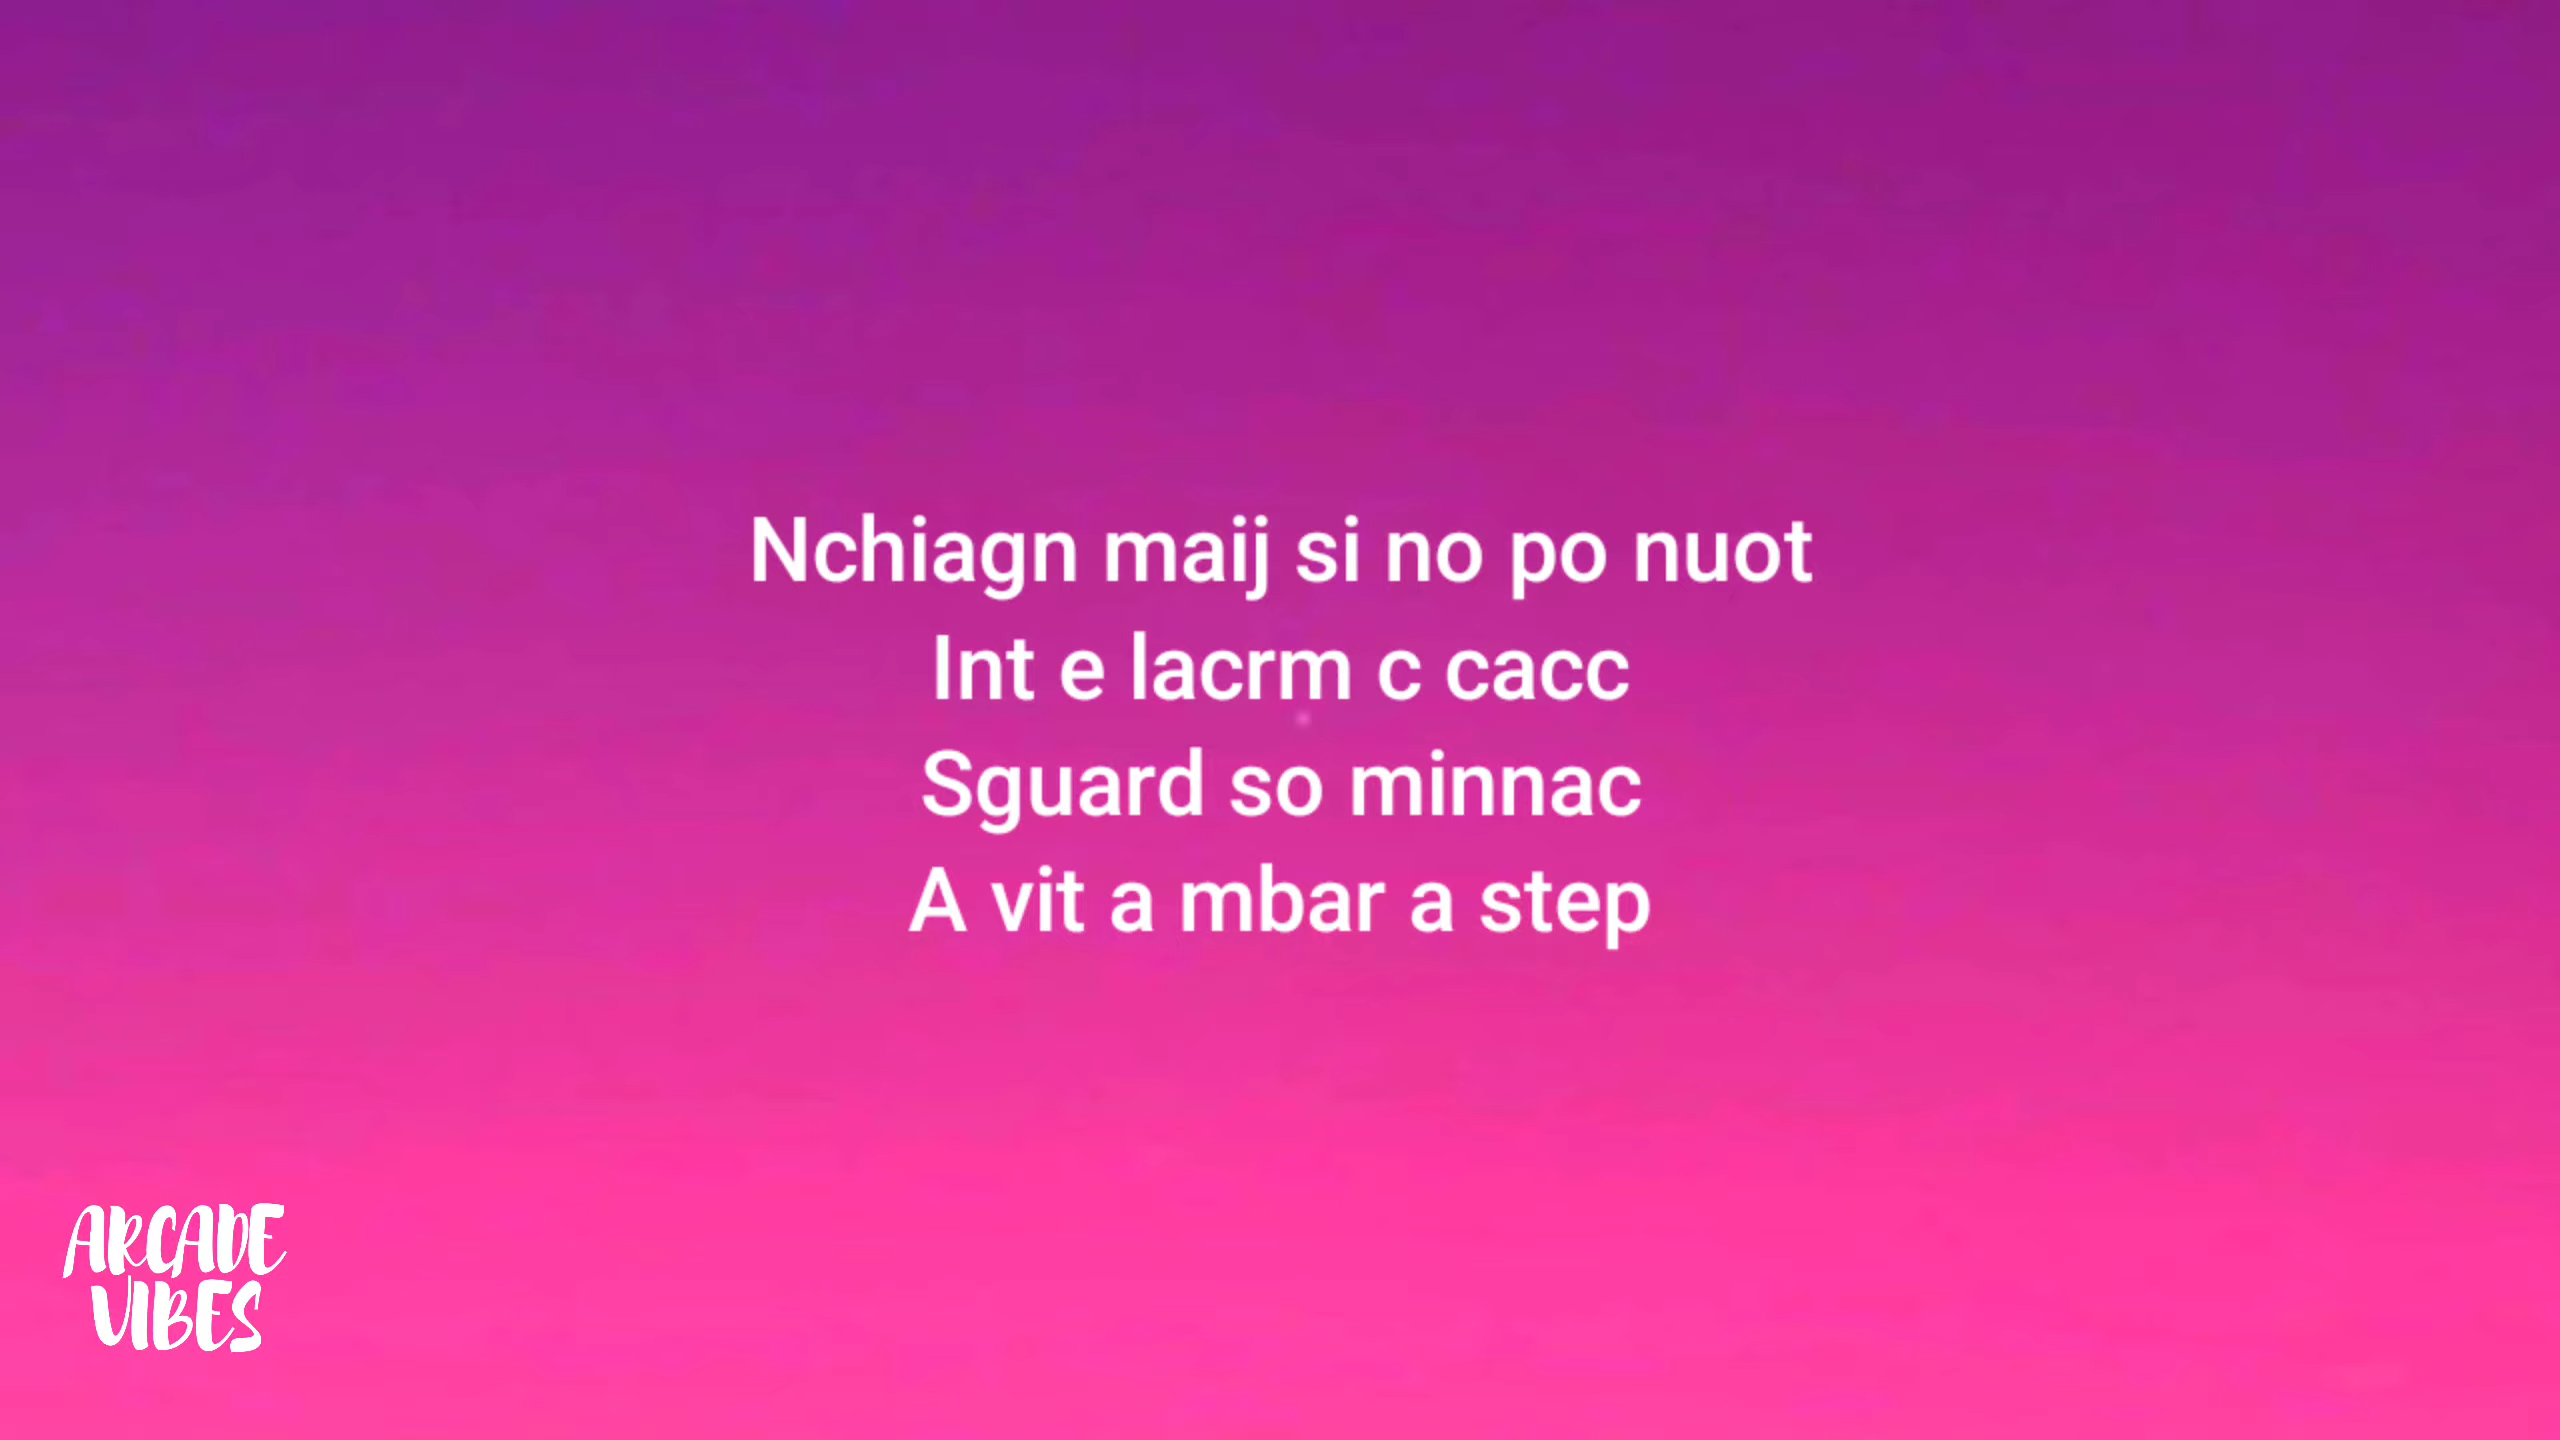 Nchiagn maij si no po nuot
Int e lacrm c cacc
Sguard so minnac
A vit a mbar a step
ARCADE
VIBES